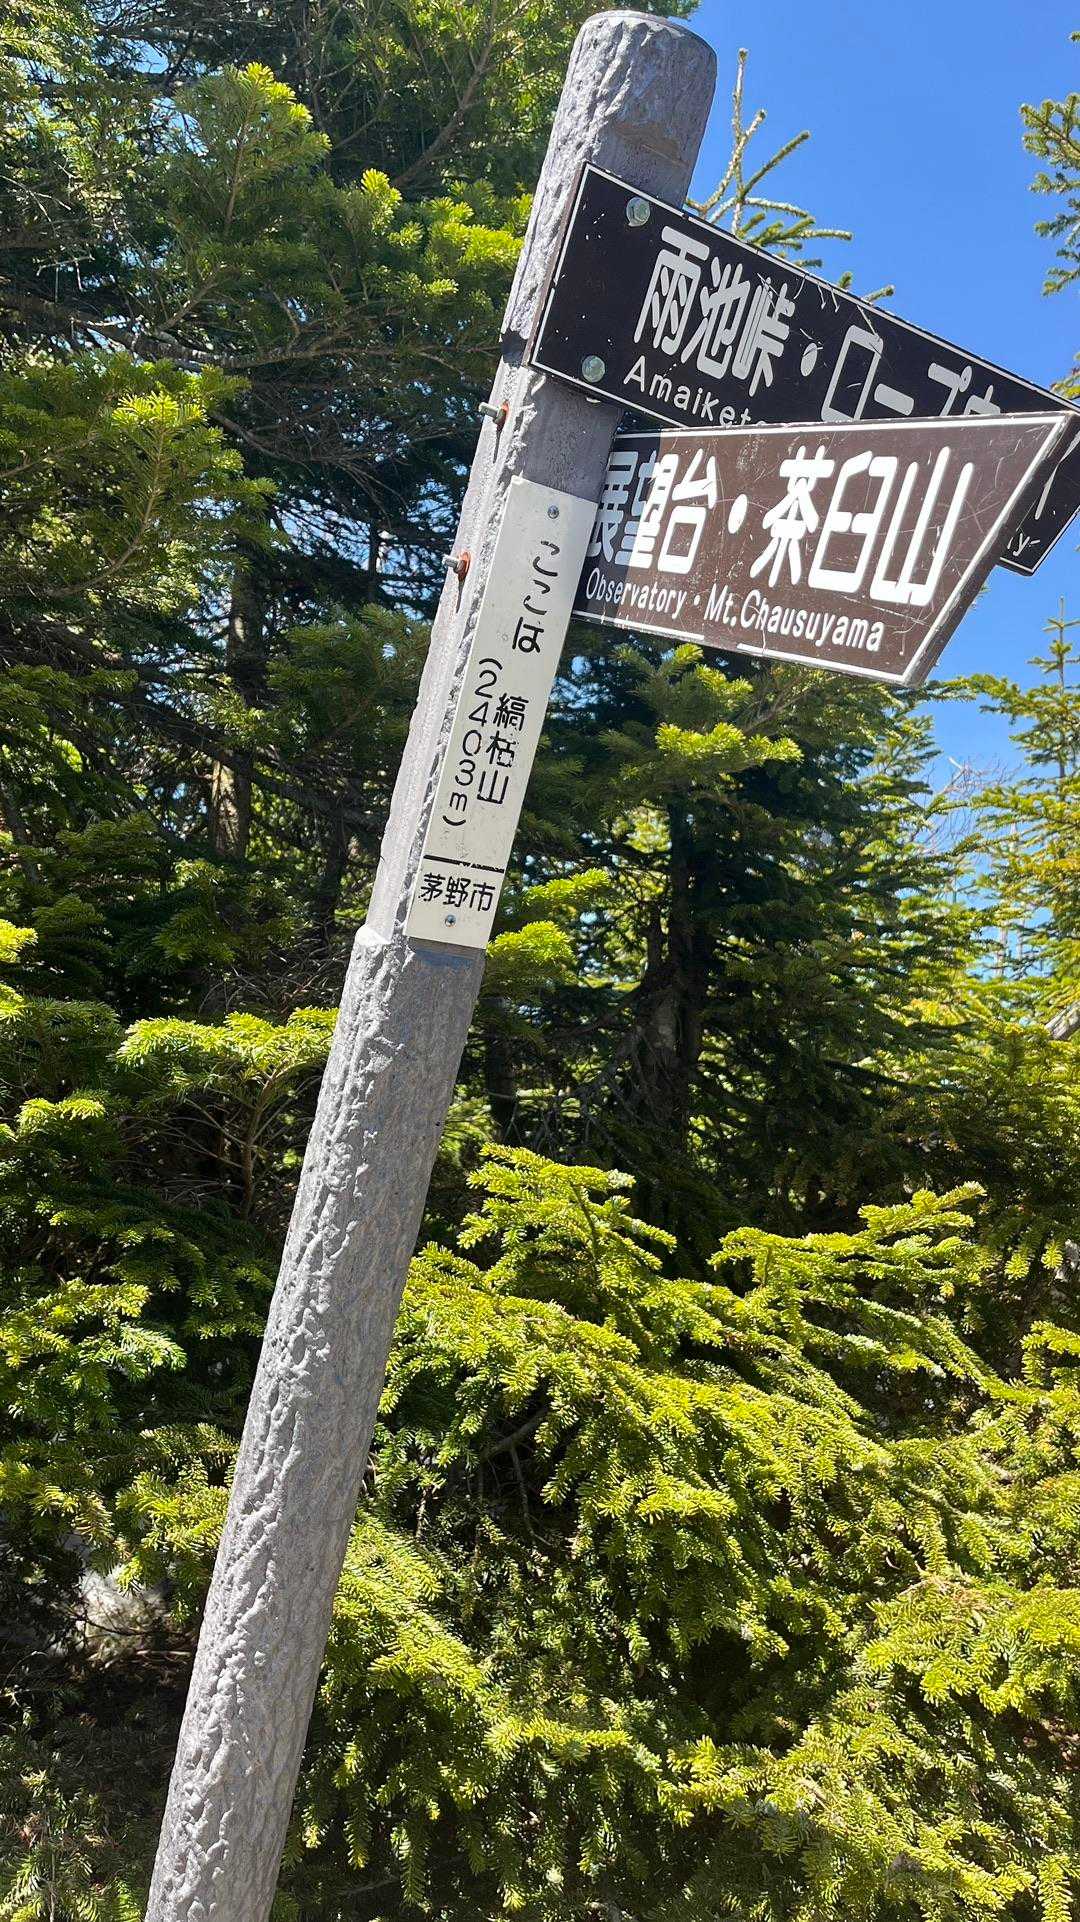 雨池峠・ロープウ
Amaiketo
展望台・茶臼山
Observatory・Mt.Chausuyama
ここは
縞枯山
(2403m)
茅野市